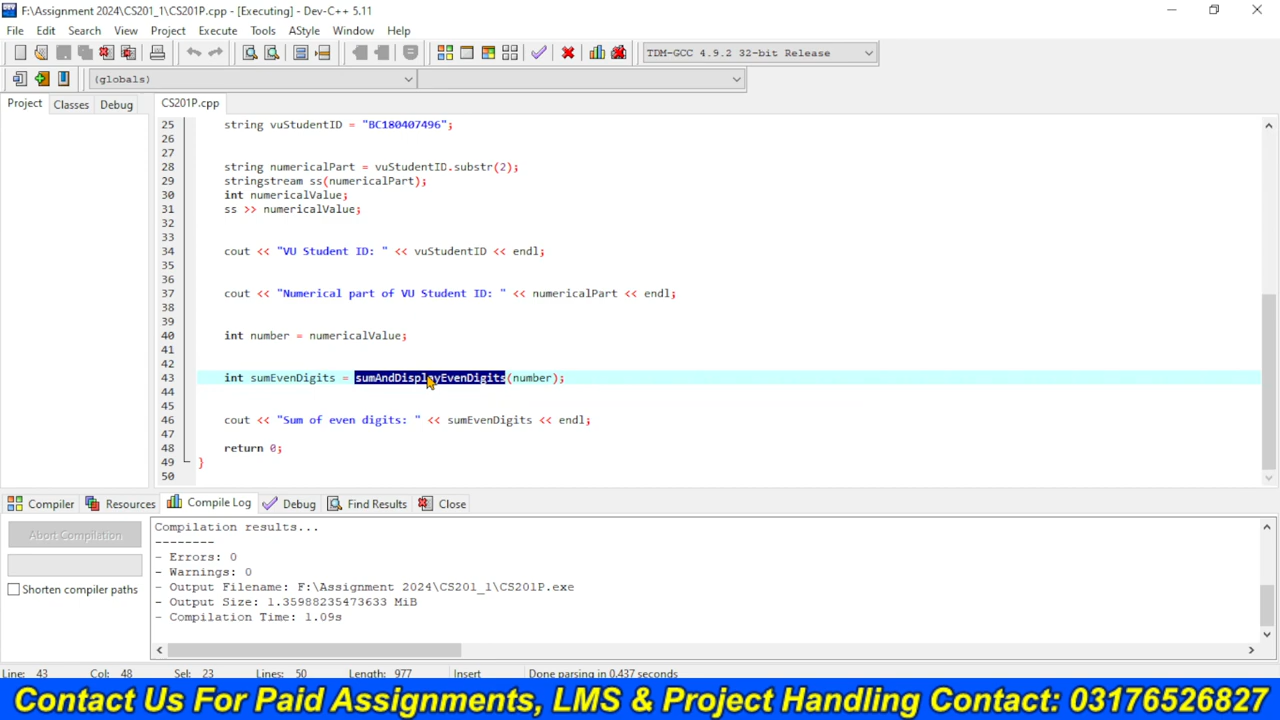 F:\Assignment 2024\CS201_1\CS201P.cpp - [Executing] - Dev-C++ 5.11
File Edit Search View Project Execute Tools AStyle Window Help
TDM-GCC 4.9.2 32-bit Release
(globals)
Project Classes Debug CS201P.cpp
25 string vuStudentID = "BC180407496";
26
27
28 string numericalPart = vuStudentID.substr(2);
29 stringstream ss(numericalPart);
30 int numericalValue;
31 ss >> numericalValue;
32
33
34 cout << "VU Student ID: " << vuStudentID << endl;
35
36
37 cout << "Numerical part of VU Student ID: " << numericalPart << endl;
38
39
40 int number = numericalValue;
41
42
43 int sumEvenDigits = sumAndDisplayEvenDigits(number);
44
45
46 cout << "Sum of even digits: " << sumEvenDigits << endl;
47
48 return 0;
49 }
50
Compiler Resources Compile Log Debug Find Results Close
Abort Compilation
Shorten compiler paths
Compilation results...
--------
- Errors: 0
- Warnings: 0
- Output Filename: F:\Assignment 2024\CS201_1\CS201P.exe
- Output Size: 1.35988235473633 MiB
- Compilation Time: 1.09s
Line: 43 Col: 48 Sel: 23 Lines: 50 Length: 977 Insert Done parsing in 0.437 seconds
Contact Us For Paid Assignments, LMS & Project Handling Contact: 03176526827